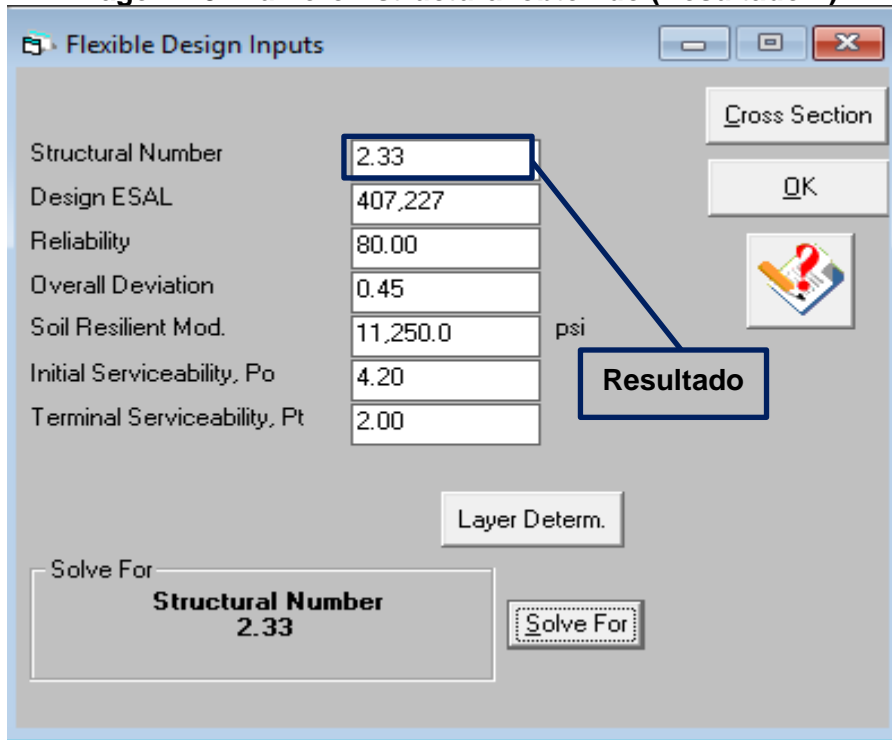 Flexible Design Inputs
Cross Section
Structural Number 2.33
OK
Design ESAL 407,227
Reliability 80.00
Overall Deviation 0.45
Soil Resilient Mod. 11,250.0 psi
Initial Serviceability, Po 4.20
Resultado
Terminal Serviceability, Pt 2.00
Layer Determ.
Solve For
Structural Number
2.33
Solve For